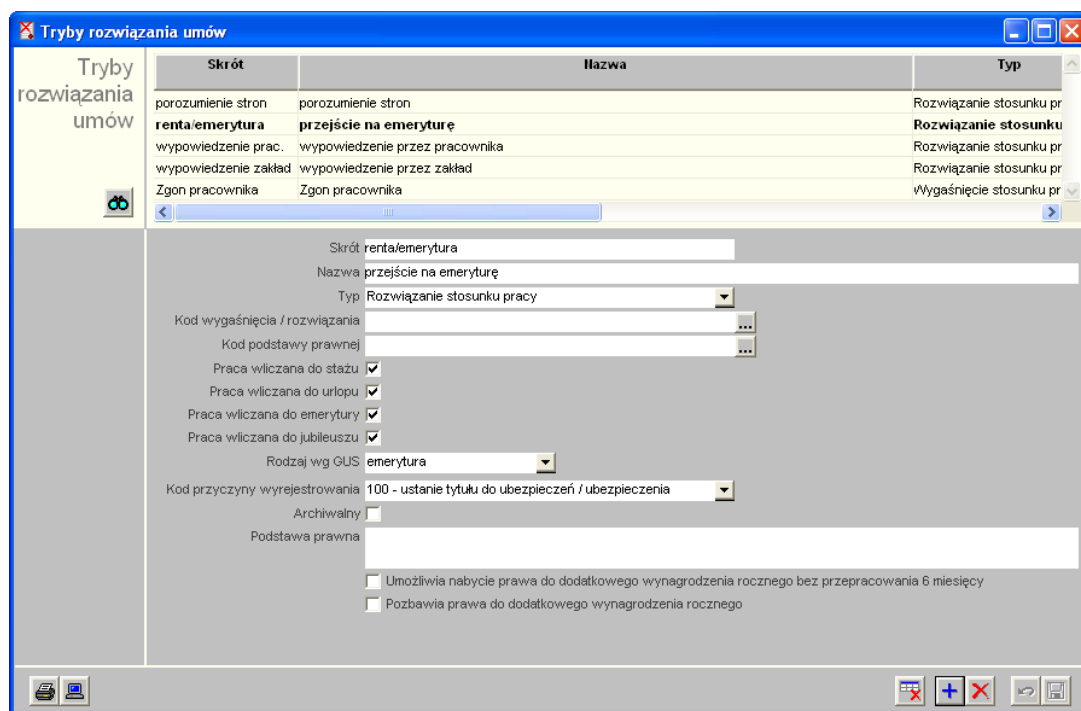 Tryby rozwiązania umów
Tryby
rozwiązania
umów
Skrót Nazwa Typ
porozumienie stron porozumienie stron Rozwiązanie stosunku pr
renta/emerytura przejście na emeryturę Rozwiązanie stosunku
wypowiedzenie prac. wypowiedzenie przez pracownika Rozwiązanie stosunku pr
wypowiedzenie zakład wypowiedzenie przez zakład Rozwiązanie stosunku pr
Zgon pracownika Zgon pracownika Wygaśnięcie stosunku pr
Skrót renta/emerytura
Nazwa przejście na emeryturę
Typ Rozwiązanie stosunku pracy
Kod wygaśnięcia / rozwiązania ...
Kod podstawy prawnej ...
Praca wliczana do stażu
Praca wliczana do urlopu
Praca wliczana do emerytury
Praca wliczana do jubileuszu
Rodzaj wg GUS emerytura
Kod przyczyny wyrejestrowania 100 - ustanie tytułu do ubezpieczeń / ubezpieczenia
Archiwalny
Podstawa prawna
Umożliwia nabycie prawa do dodatkowego wynagrodzenia rocznego bez przepracowania 6 miesięcy
Pozbawia prawa do dodatkowego wynagrodzenia rocznego